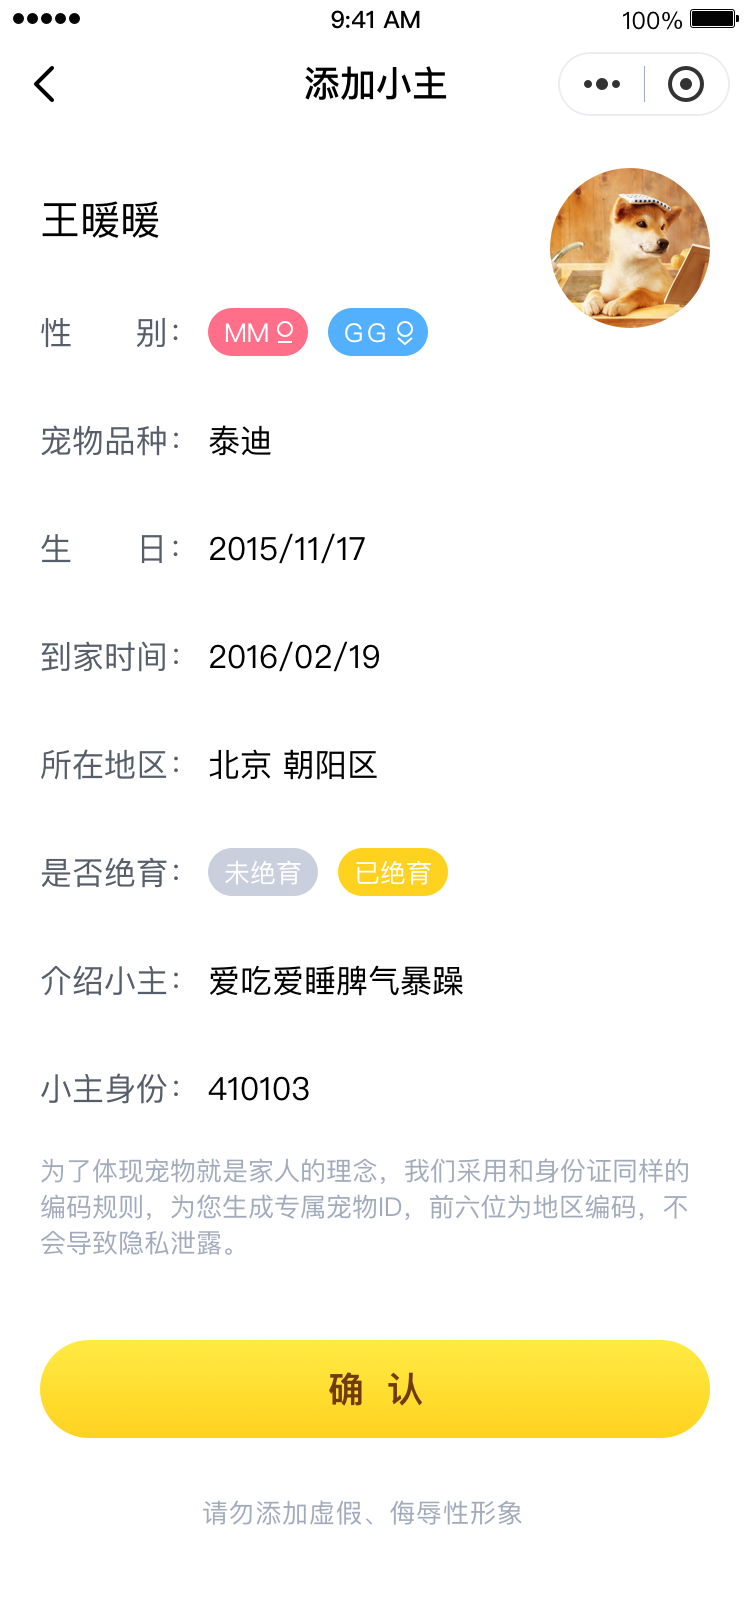 9:41 AM
100%
添加小主
王暖暖
性 别：
MM
GG
宠物品种：
泰迪
生 日：
2015/11/17
到家时间：
2016/02/19
所在地区：
北京 朝阳区
是否绝育：
未绝育
已绝育
介绍小主：
爱吃爱睡脾气暴躁
小主身份：
410103
为了体现宠物就是家人的理念，我们采用和身份证同样的
编码规则，为您生成专属宠物ID，前六位为地区编码，不
会导致隐私泄露。
确 认
请勿添加虚假、侮辱性形象